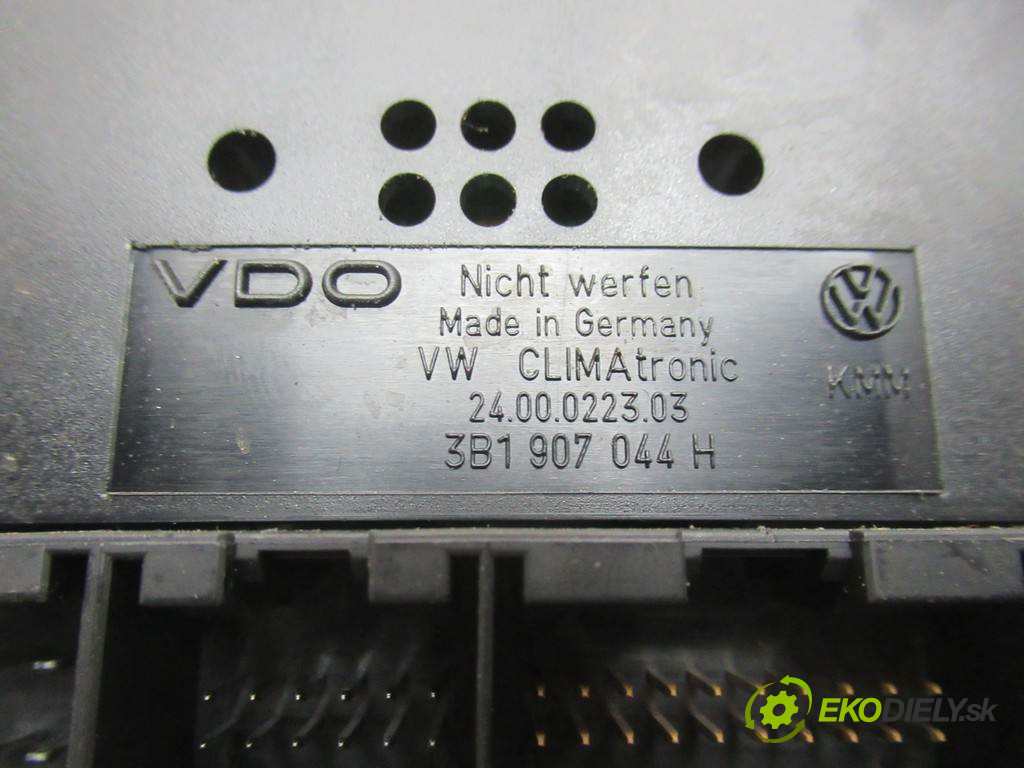 VDO
Nicht werfen
Made in Germany
VW CLIMAtronic
KMM
24.00.0223.03
3B1 907 044 H
EKODIELY.sk